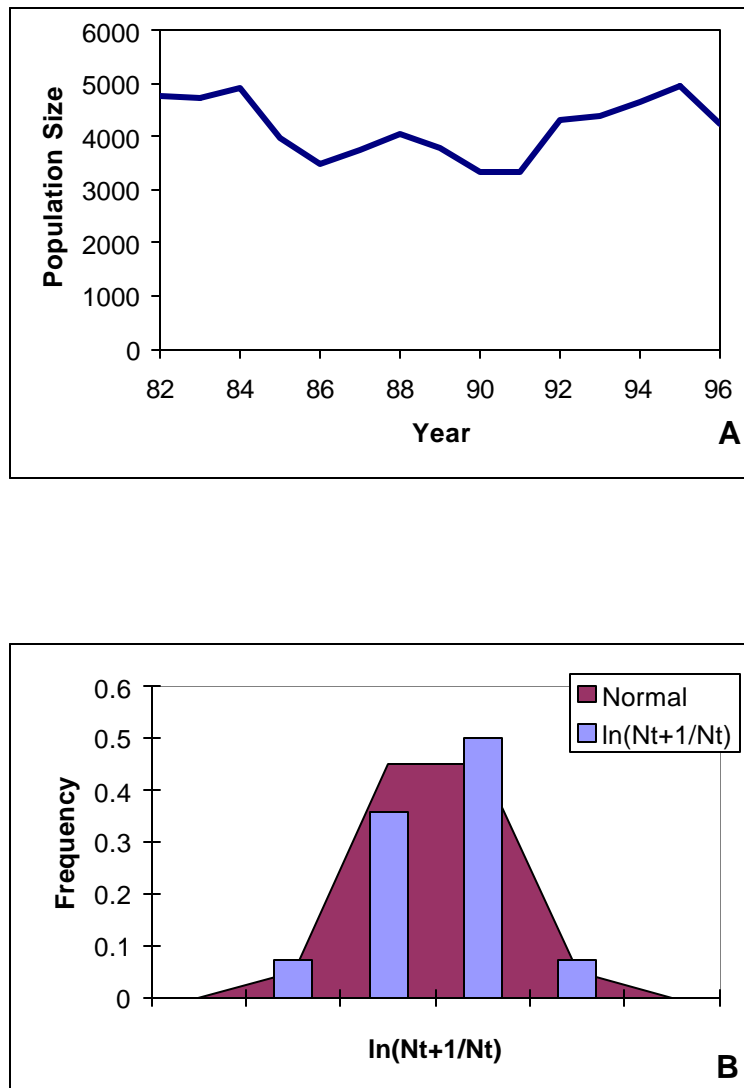 6000
5000
4000
3000
2000
1000
0
Population Size
82 84 86 88 90 92 94 96
Year
A
0.6
0.5
0.4
0.3
0.2
0.1
0
Frequency
Normal
ln(Nt+1/Nt)
ln(Nt+1/Nt)
B